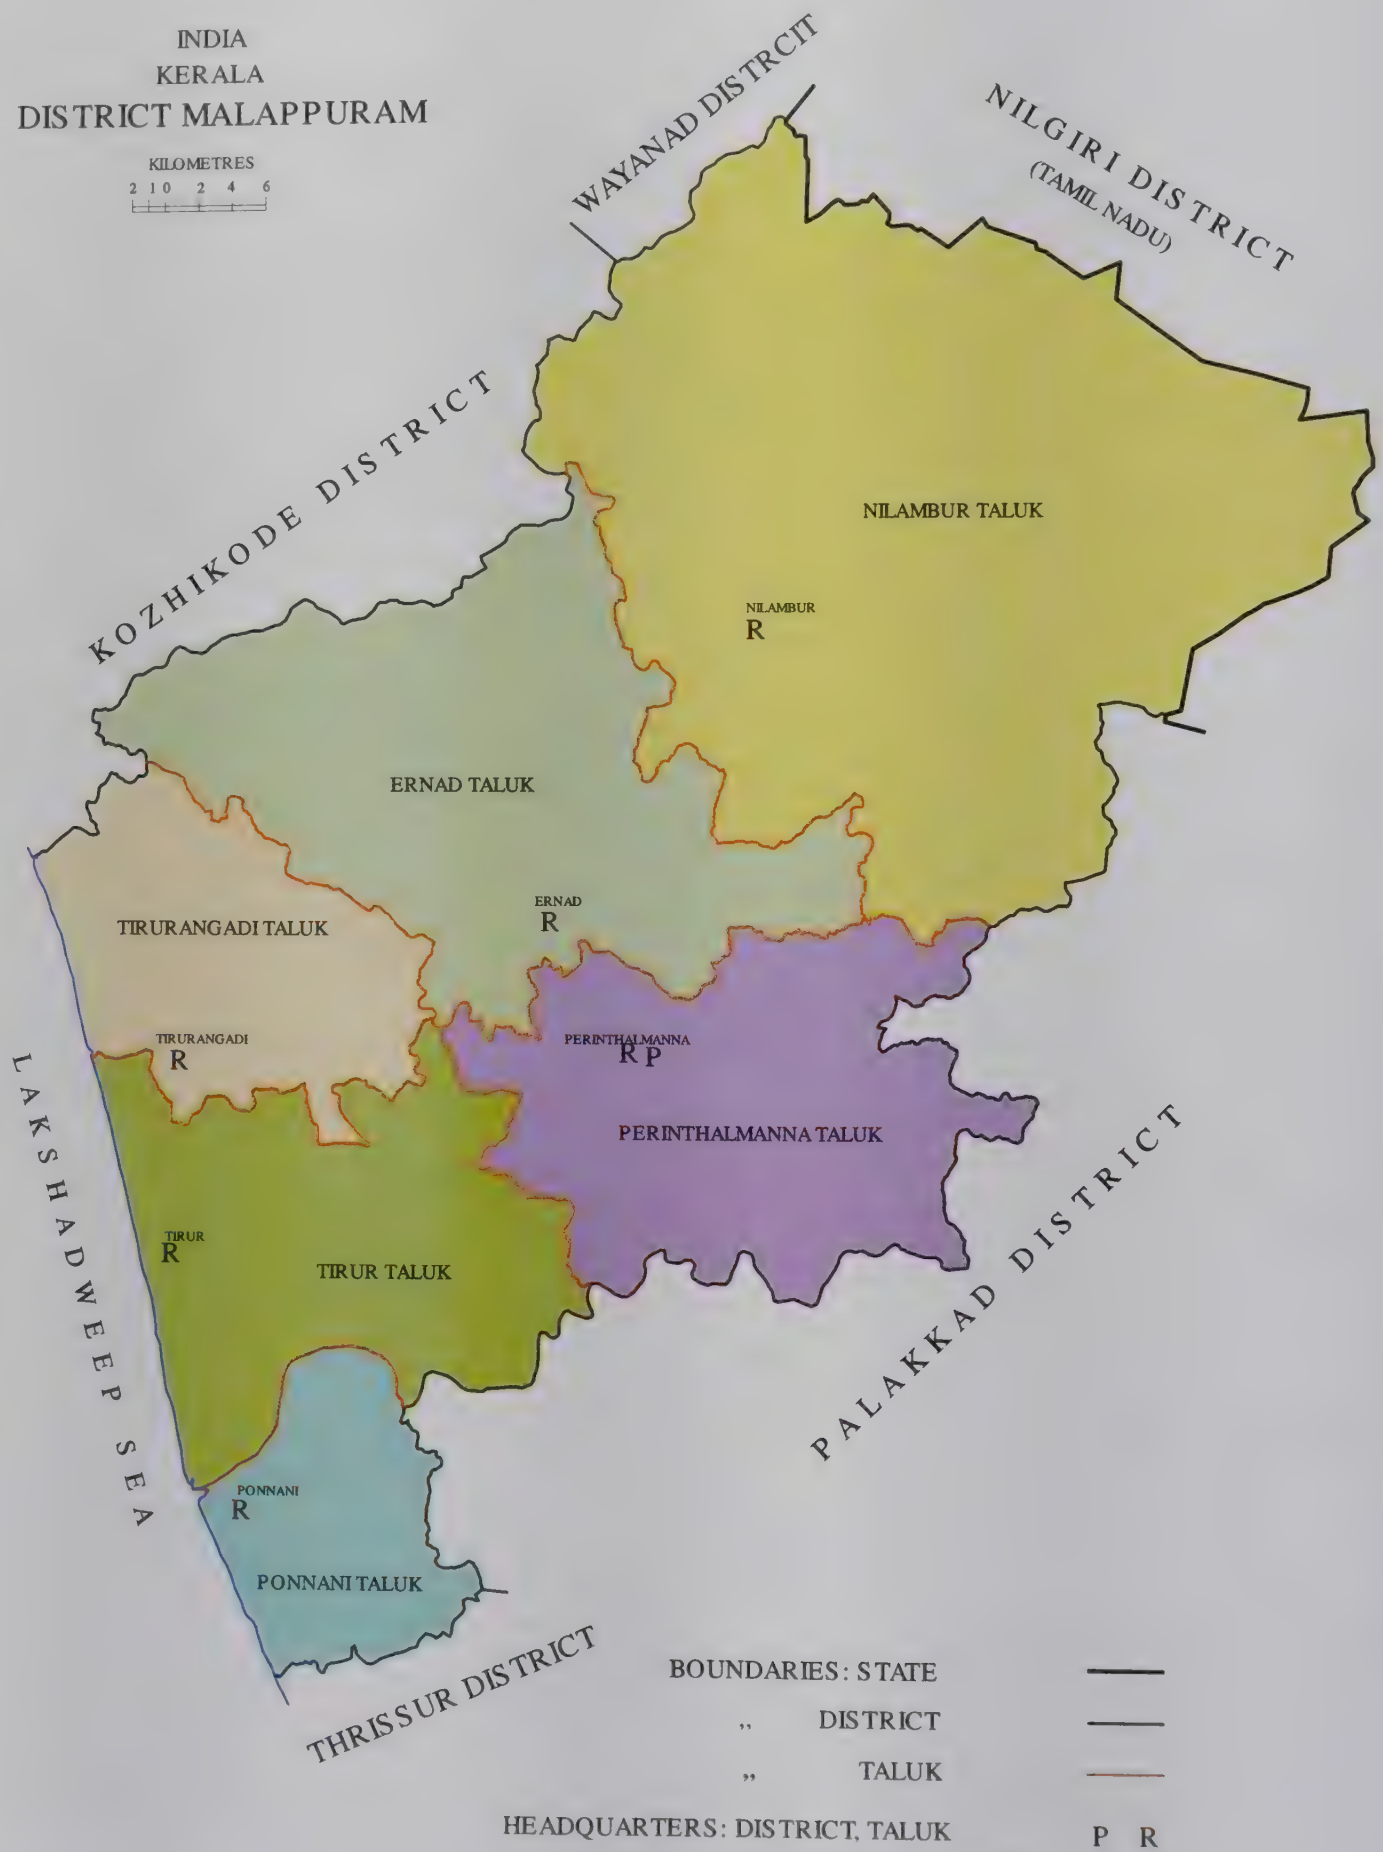 INDIA
KERALA
DISTRICT MALAPPURAM
KILOMETRES
2 1 0 2 4 6
WAYANAD DISTRCIT
NILGIRI DISTRICT
(TAMIL NADU)
KOZHIKODE DISTRICT
NILAMBUR TALUK
NILAMBUR
R
ERNAD TALUK
ERNAD
R
TIRURANGADI TALUK
TIRURANGADI
R
PERINTHALMANNA
R P
PERINTHALMANNA TALUK
LAKSHADWEEP SEA
TIRUR
R
TIRUR TALUK
PALAKKAD DISTRICT
PONNANI
R
PONNANI TALUK
THRISSUR DISTRICT
BOUNDARIES: STATE
,, DISTRICT
,, TALUK
HEADQUARTERS: DISTRICT, TALUK P R